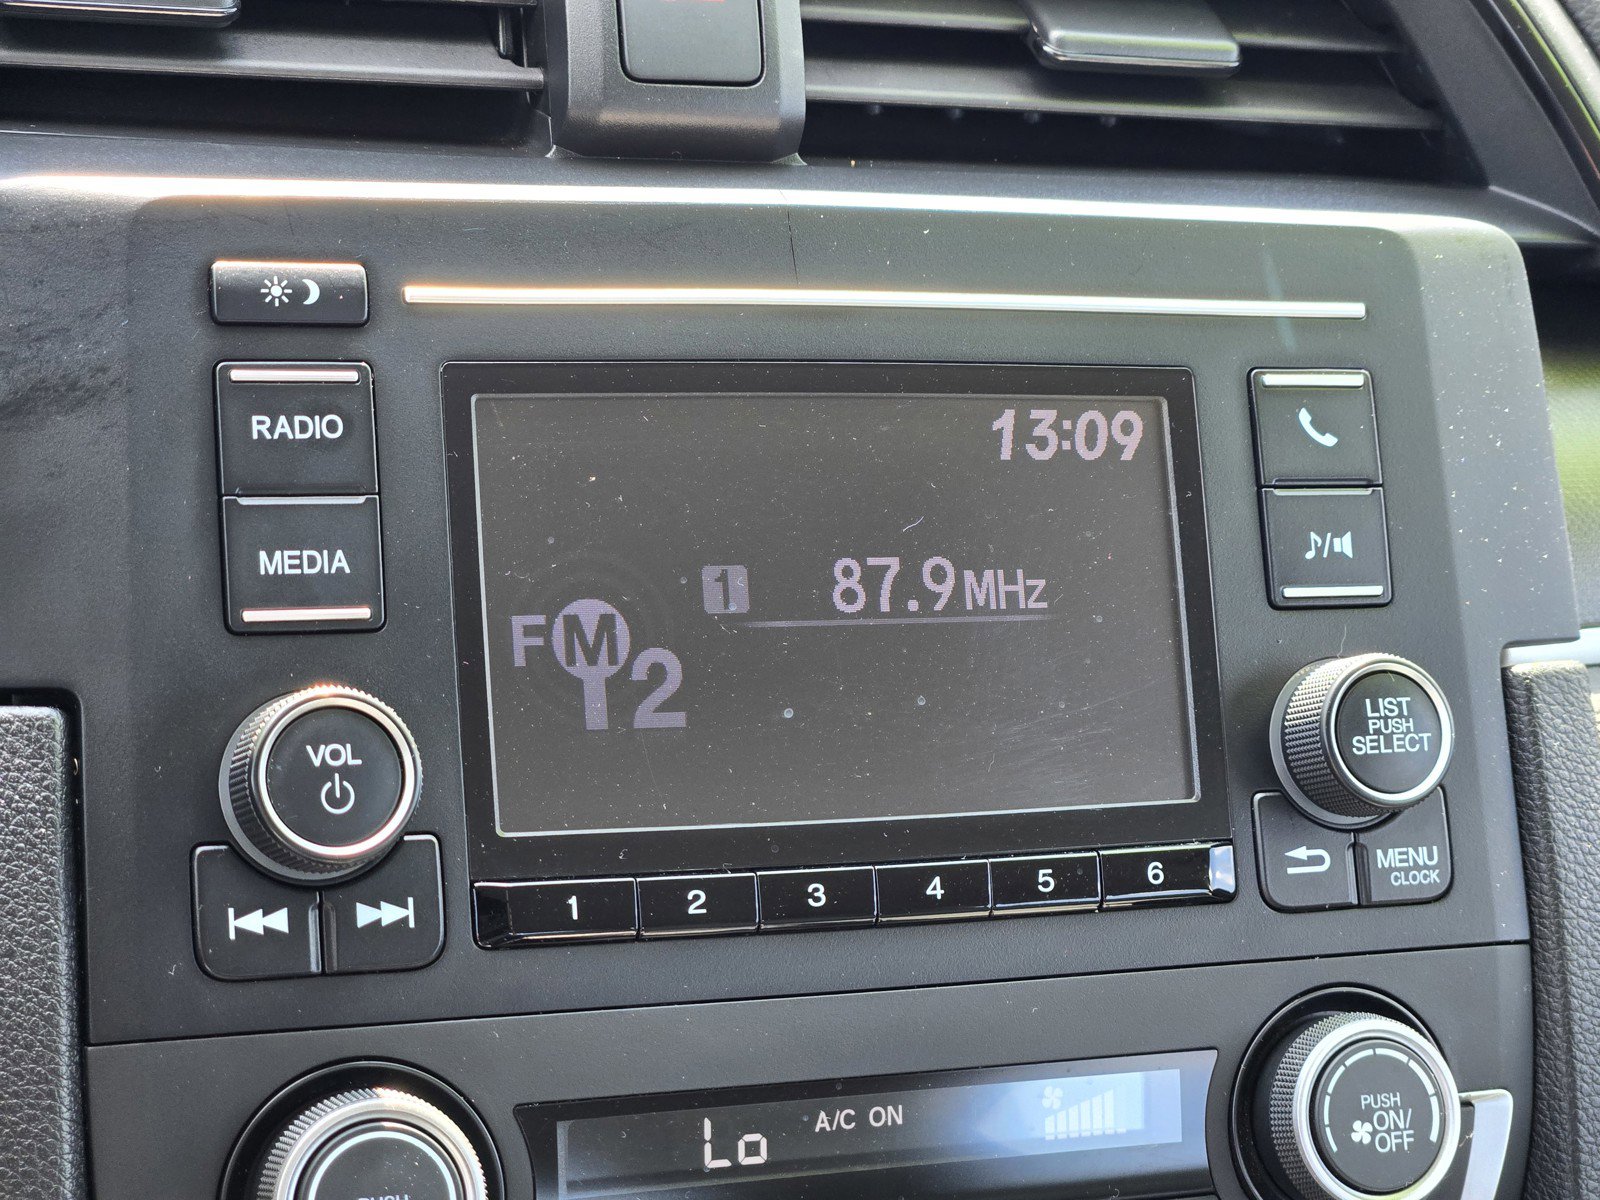 RADIO
MEDIA
VOL
13:09
1 87.9MHz
FM2
LIST
PUSH
SELECT
MENU
CLOCK
1 2 3 4 5 6
Lo A/C ON
PUSH
ON/
OFF
PUSH